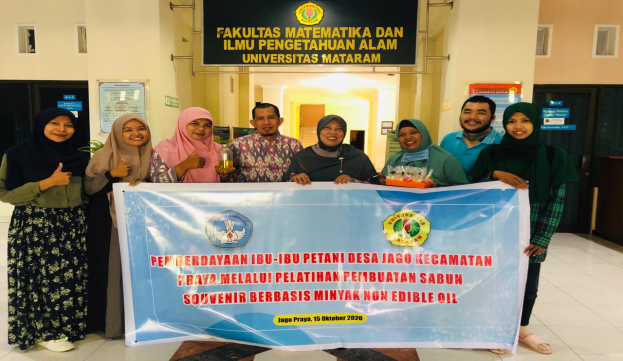 FAKULTAS MATEMATIKA DAN
ILMU PENGETAHUAN ALAM
UNIVERSITAS MATARAM
PEMBERDAYAAN IBU-IBU PETANI DESA JAGO KECAMATAN
PRAYA MELALUI PELATIHAN PEMBUATAN SABUN
SOUVENIR BERBASIS MINYAK NON EDIBLE OIL
Jago Praya, 15 Oktober 2020